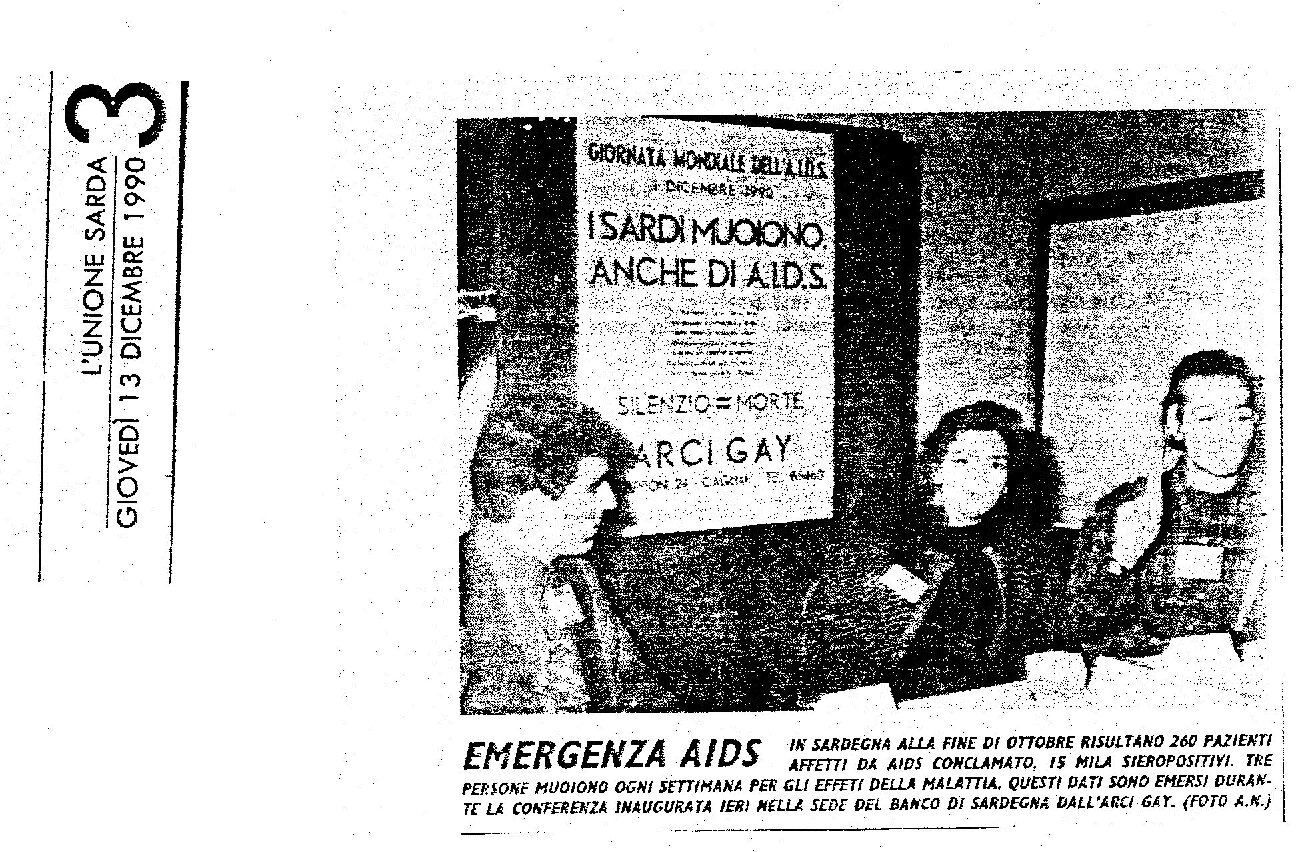 3
L'UNIONE SARDA
GIOVEDÌ 13 DICEMBRE 1990
GIORNATA MONDIALE DELL'A.I.D.S.
1 DICEMBRE 1990
I SARDI MUOIONO
ANCHE DI A.I.D.S.
SILENZIO = MORTE
ARCI GAY
24 CAGLIARI
EMERGENZA AIDS IN SARDEGNA ALLA FINE DI OTTOBRE RISULTANO 260 PAZIENTI
AFFETTI DA AIDS CONCLAMATO, 15 MILA SIEROPOSITIVI. TRE
PERSONE MUOIONO OGNI SETTIMANA PER GLI EFFETI DELLA MALATTIA. QUESTI DATI SONO EMERSI DURAN-
TE LA CONFERENZA INAUGURATA IERI NELLA SEDE DEL BANCO DI SARDEGNA DALL'ARCI GAY. (FOTO A.N.)